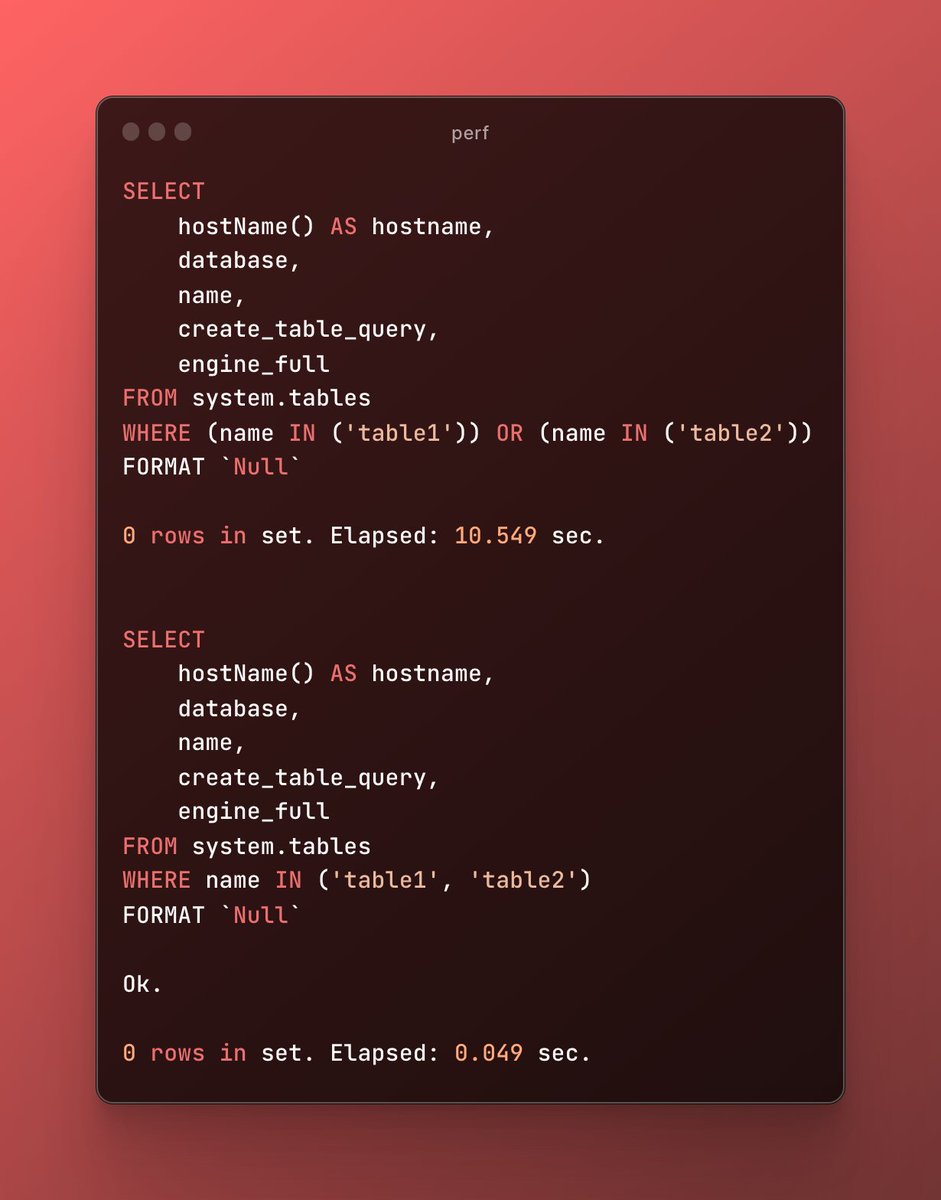 perf
SELECT
    hostName() AS hostname,
    database,
    name,
    create_table_query,
    engine_full
FROM system.tables
WHERE (name IN ('table1')) OR (name IN ('table2'))
FORMAT `Null`
0 rows in set. Elapsed: 10.549 sec.
SELECT
    hostName() AS hostname,
    database,
    name,
    create_table_query,
    engine_full
FROM system.tables
WHERE name IN ('table1', 'table2')
FORMAT `Null`
Ok.
0 rows in set. Elapsed: 0.049 sec.